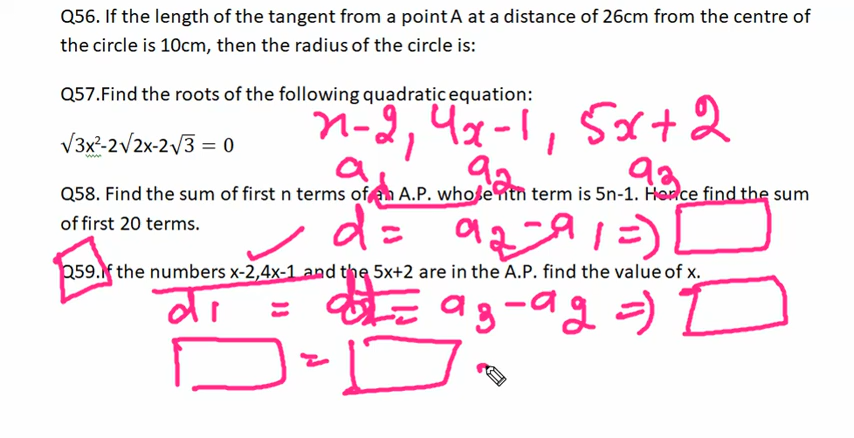 Q56. If the length of the tangent from a point A at a distance of 26cm from the centre of
the circle is 10cm, then the radius of the circle is:
Q57.Find the roots of the following quadratic equation:
x-2, 4x-1, 5x+2
√3x²-2√2x-2√3 = 0
a1 a2 a3
Q58. Find the sum of first n terms of an A.P. whose nth term is 5n-1. Hence find the sum
of first 20 terms.
d = a2-a1 =>
Q59.If the numbers x-2,4x-1 and the 5x+2 are in the A.P. find the value of x.
d1 = d2 = a3-a2 =>
=